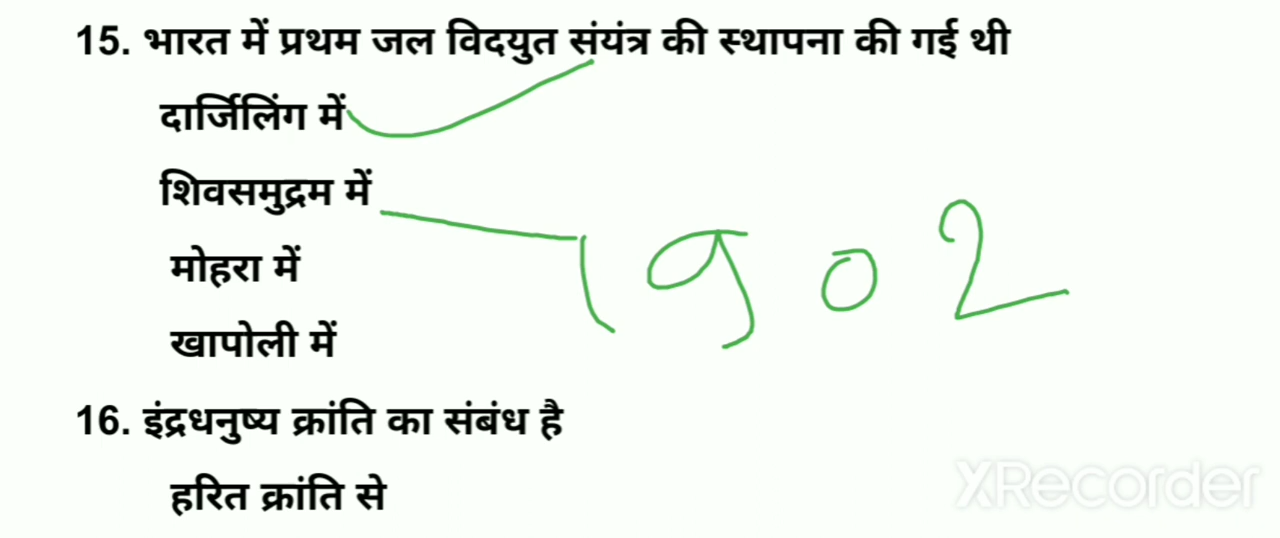 15. भारत में प्रथम जल विदयुत संयंत्र की स्थापना की गई थी
दार्जिलिंग में
शिवसमुद्रम में
1902
मोहरा में
खापोली में
16. इंद्रधनुष्य क्रांति का संबंध है
हरित क्रांति से
XRecorder